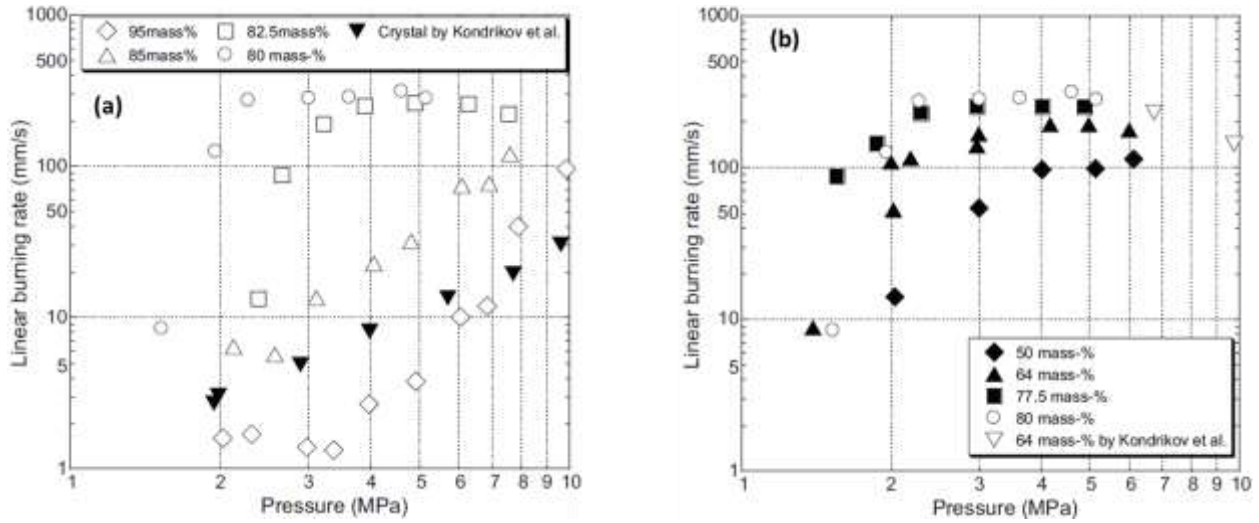 1000
95mass%
82.5mass%
Crystal by Kondrikov et al.
85mass%
80 mass-%
500
(a)
100
50
10
5
1
Linear burning rate (mm/s)
1
2
3
4
5
6
7
8
9
10
Pressure (MPa)
1000
(b)
500
100
50
10
5
1
Linear burning rate (mm/s)
50 mass-%
64 mass-%
77.5 mass-%
80 mass-%
64 mass-% by Kondrikov et al.
1
2
3
4
5
6
7
8
9
10
Pressure (MPa)